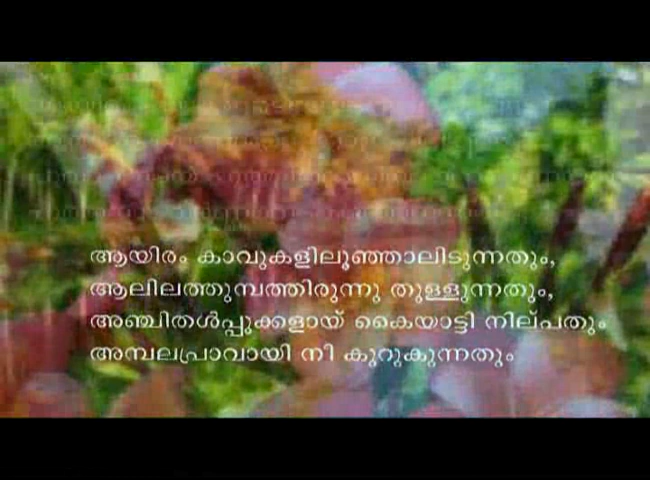 ആയിരം കാവുകളിലൂഞ്ഞാലിടുന്നതും,
ആലിലത്തുമ്പത്തിരുന്നു തുള്ളുന്നതും,
അഞ്ചിതൾപ്പൂക്കളായ് കൈയാട്ടി നില്പതും
അമ്പലപ്രാവായി നീ കുറുകുന്നതും